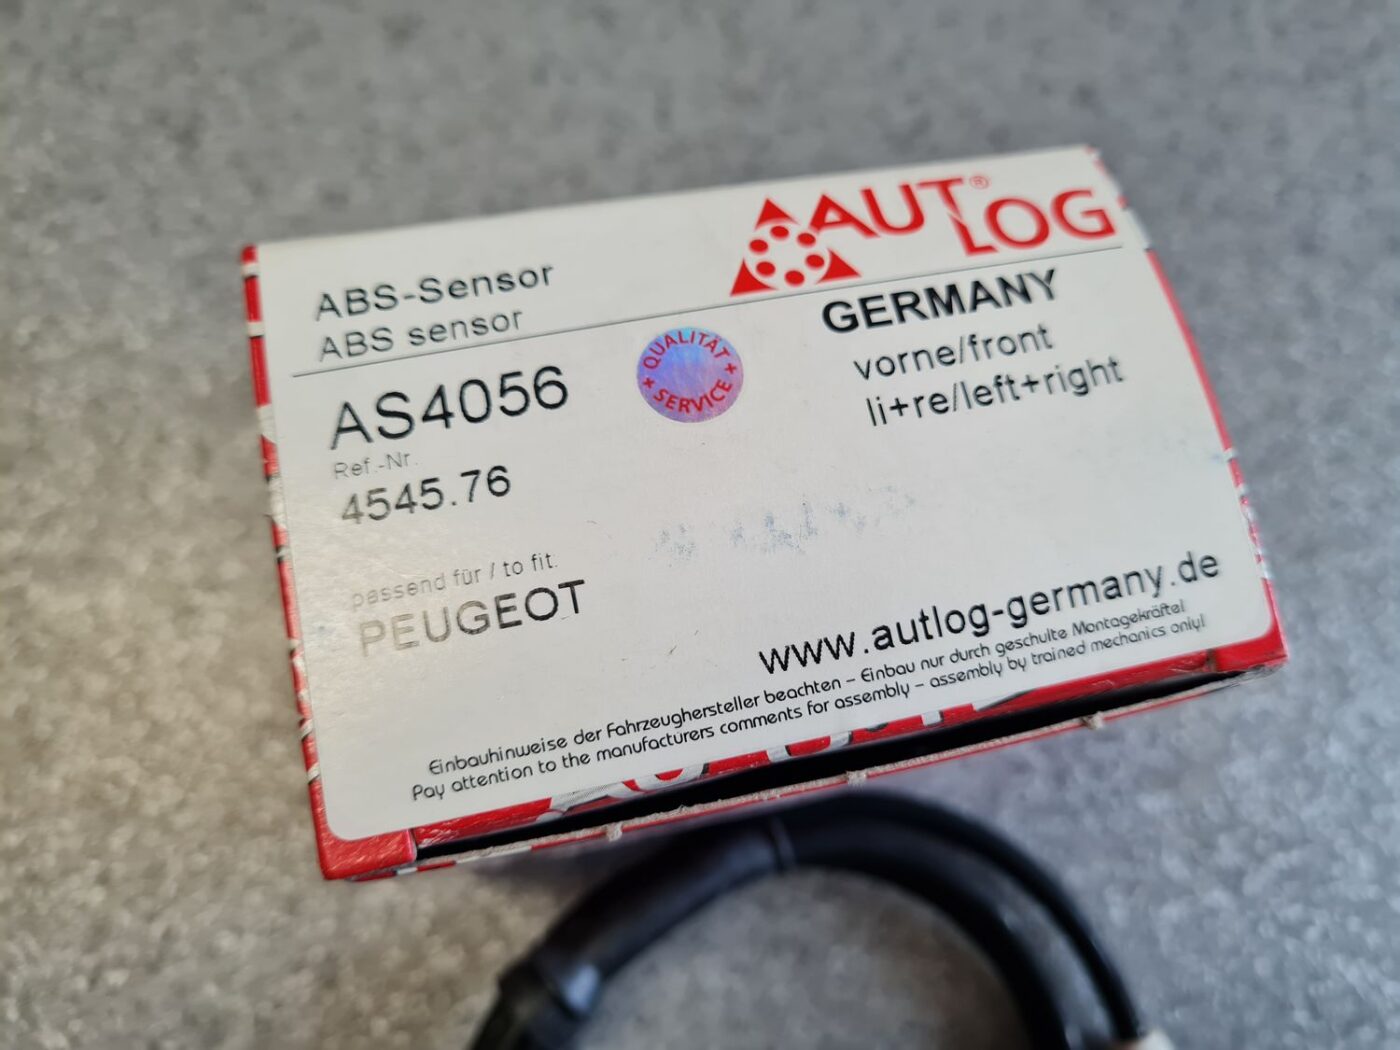 AUTLOG®
GERMANY
ABS-Sensor
ABS sensor
AS4056
Ref.-Nr.
4545.76
QUALITÄT
+ SERVICE +
vorne/front
li+re/left+right
passend für / to fit.
PEUGEOT
www.autlog-germany.de
Einbauhinweise der Fahrzeughersteller beachten – Einbau nur durch geschulte Montagekräfte!
Pay attention to the manufacturers comments for assembly – assembly by trained mechanics only!